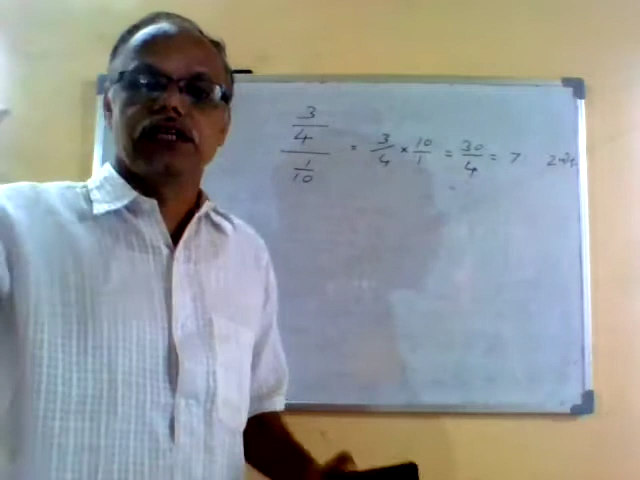 3/4 / 1/10 = 3/4 × 10/1 = 30/4 = 7